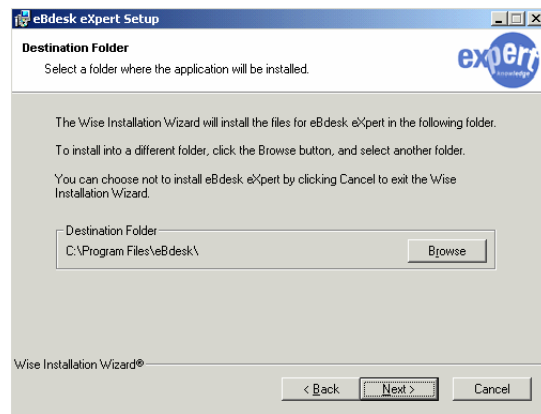 eBdesk eXpert Setup
Destination Folder
Select a folder where the application will be installed.
expert
knowledge
The Wise Installation Wizard will install the files for eBdesk eXpert in the following folder.
To install into a different folder, click the Browse button, and select another folder.
You can choose not to install eBdesk eXpert by clicking Cancel to exit the Wise
Installation Wizard.
Destination Folder
C:\Program Files\eBdesk\
Browse
Wise Installation Wizard®
< Back
Next >
Cancel